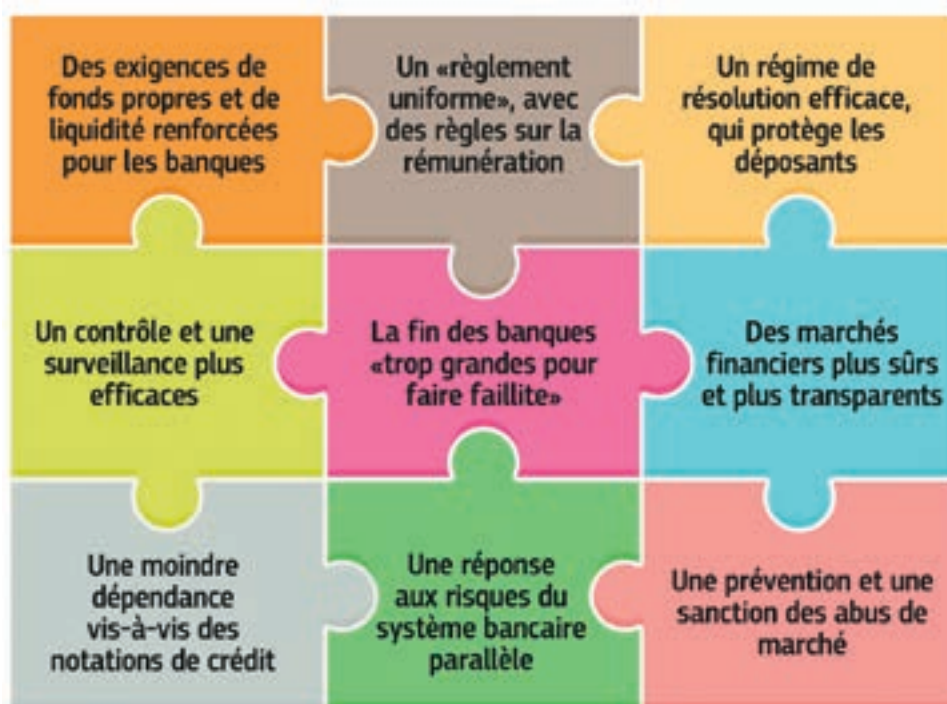 Des exigences de
fonds propres et de
liquidité renforcées
pour les banques
Un «règlement
uniforme», avec
des règles sur la
rémunération
Un régime de
résolution efficace,
qui protège les
déposants
Un contrôle et une
surveillance plus
efficaces
La fin des banques
«trop grandes pour
faire faillite»
Des marchés
financiers plus sûrs
et plus transparents
Une moindre
dépendance
vis-à-vis des
notations de crédit
Une réponse
aux risques du
système bancaire
parallèle
Une prévention et une
sanction des abus de
marché